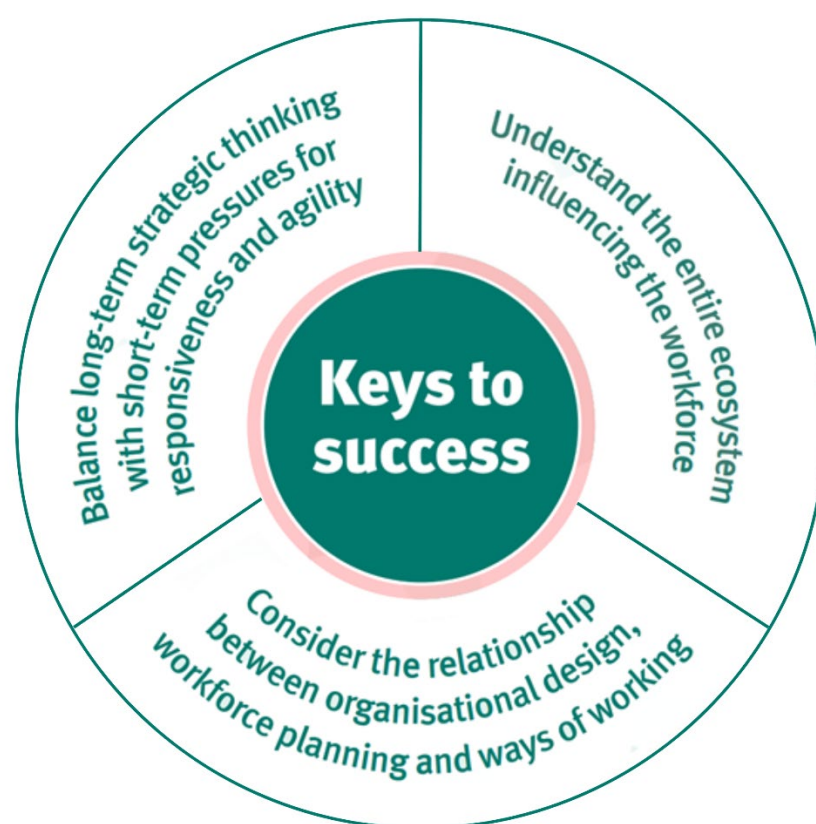 Balance long-term strategic thinking
with short-term pressures for
responsiveness and agility
Understand the entire ecosystem
influencing the workforce
Keys to
success
Consider the relationship
between organisational design,
workforce planning and ways of working